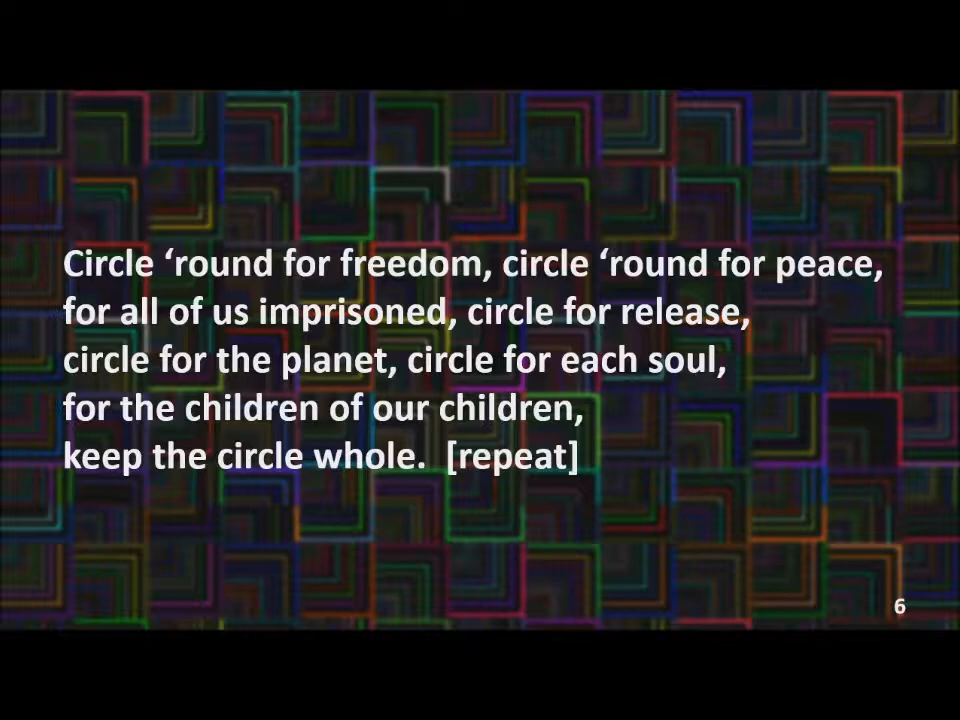 Circle ‘round for freedom, circle ‘round for peace,
for all of us imprisoned, circle for release,
circle for the planet, circle for each soul,
for the children of our children,
keep the circle whole.  [repeat]
6